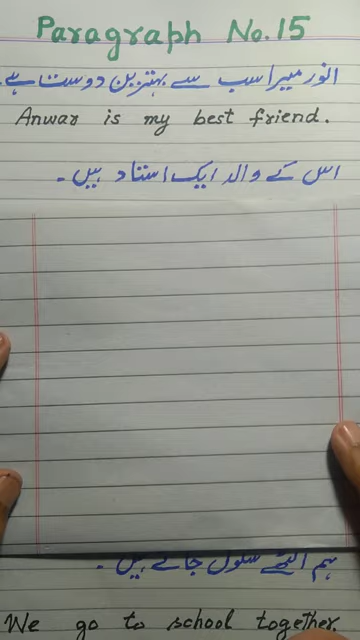 Paragraph No.15
انور میرا سب سے بہترین دوست ہے
Anwar is my best friend.
اس کے والد ایک استاد ہیں۔
ہم اکٹھے سکول جاتے ہیں۔
We go to school together.